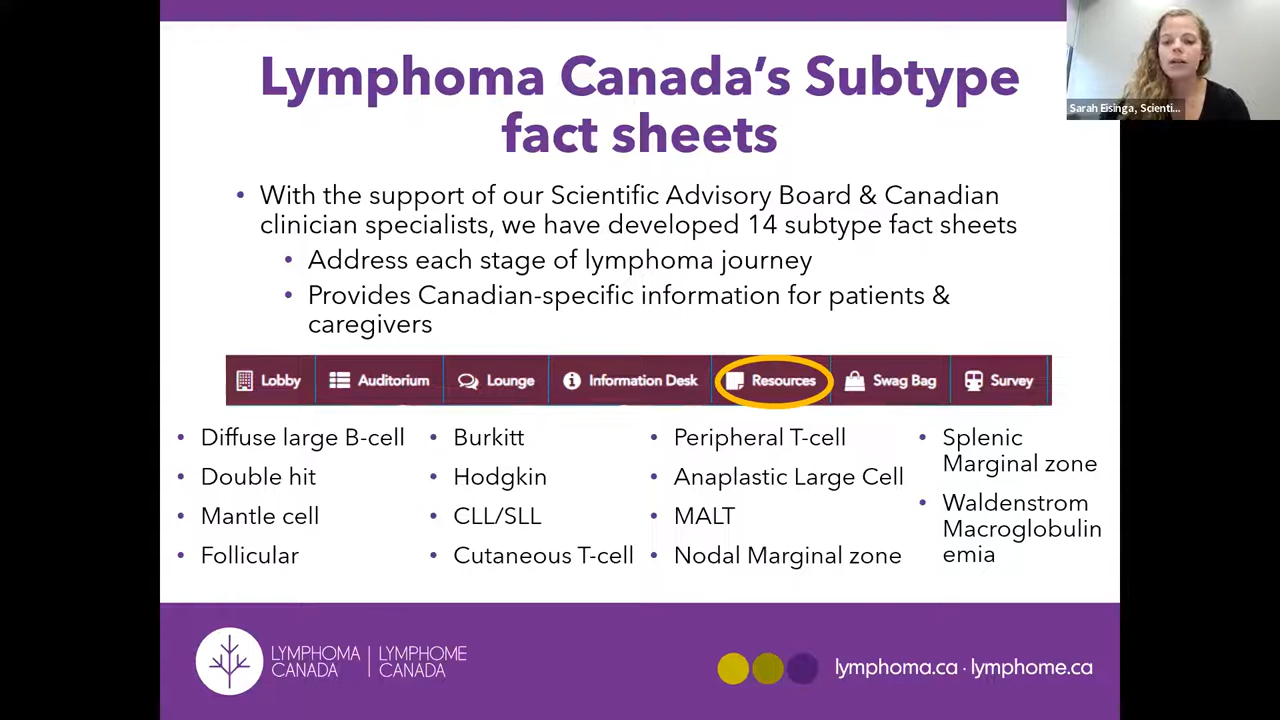 Lymphoma Canada's Subtype
fact sheets
Sarah Eisinga, Scienti...
• With the support of our Scientific Advisory Board & Canadian
clinician specialists, we have developed 14 subtype fact sheets
• Address each stage of lymphoma journey
• Provides Canadian-specific information for patients &
caregivers
Lobby Auditorium Lounge Information Desk Resources Swag Bag Survey
• Diffuse large B-cell
• Double hit
• Mantle cell
• Follicular
• Burkitt
• Hodgkin
• CLL/SLL
• Cutaneous T-cell
• Peripheral T-cell
• Anaplastic Large Cell
• MALT
• Nodal Marginal zone
• Splenic
Marginal zone
• Waldenstrom
Macroglobulin
emia
LYMPHOMA | LYMPHOME
CANADA | CANADA
lymphoma.ca · lymphome.ca